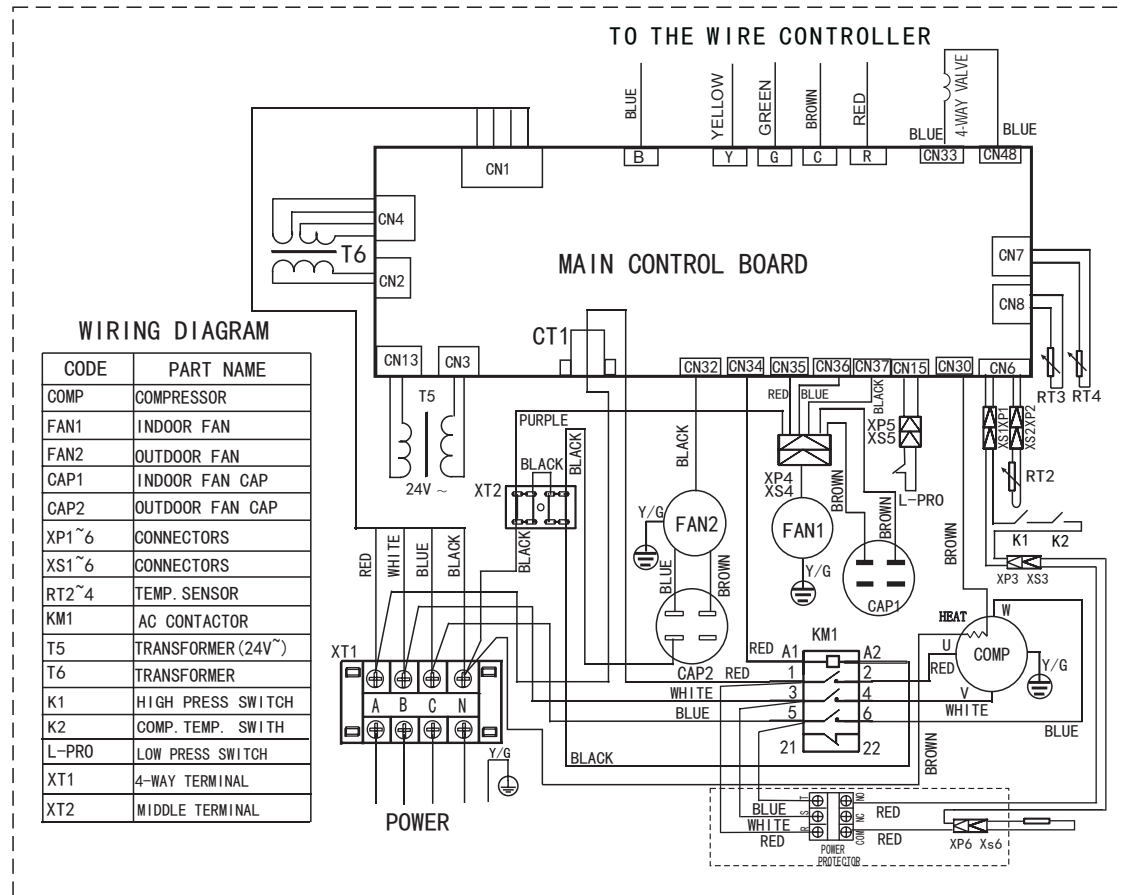 TO THE WIRE CONTROLLER
BLUE
YELLOW
GREEN
BROWN
RED
BLUE
4-WAY VALVE
BLUE
CN1
B
Y
G
C
R
CN33
CN48
CN4
T6
CN2
MAIN CONTROL BOARD
CN7
CN8
CT1
CN13
CN3
CN32
CN34
CN35
CN36
CN37
CN15
CN30
CN6
RT3
RT4
WIRING DIAGRAM
CODE PART NAME
COMP COMPRESSOR
FAN1 INDOOR FAN
FAN2 OUTDOOR FAN
CAP1 INDOOR FAN CAP
CAP2 OUTDOOR FAN CAP
XP1~6 CONNECTORS
XS1~6 CONNECTORS
RT2~4 TEMP. SENSOR
KM1 AC CONTACTOR
T5 TRANSFORMER(24V~)
T6 TRANSFORMER
K1 HIGH PRESS SWITCH
K2 COMP. TEMP. SWITH
L-PRO LOW PRESS SWITCH
XT1 4-WAY TERMINAL
XT2 MIDDLE TERMINAL
T5
24V ~
PURPLE
BLACK
BLACK
XT2
BLACK
BLACK
RED
BLUE
BLACK
XP4
XS4
XP5
XS5
L-PRO
XS1XP1
XS2XP2
RT2
K1
K2
XP3 XS3
Y/G
FAN2
BLUE
BROWN
CAP2
FAN1
Y/G
BROWN
BROWN
BROWN
CAP1
BROWN
RED
WHITE
BLUE
BLACK
XT1
A
B
C
N
Y/G
POWER
KM1
RED
A1
A2
RED
1
2
WHITE
3
4
BLUE
5
6
21
22
BLACK
HEAT
W
U
RED
COMP
V
WHITE
Y/G
BLUE
BROWN
BLUE
WHITE
RED
T
S
R
NO
NC
COM
RED
RED
POWER
PROTECTOR
XP6 Xs6